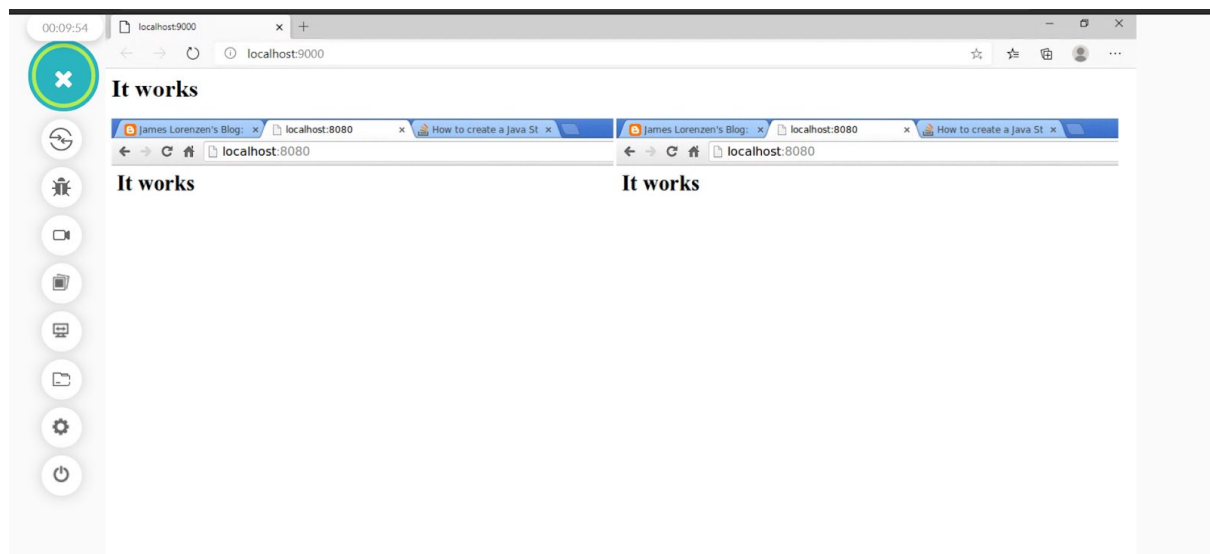 00:09:54
localhost:9000
localhost:9000
It works
James Lorenzen's Blog: localhost:8080 How to create a Java St
localhost:8080
It works
James Lorenzen's Blog: localhost:8080 How to create a Java St
localhost:8080
It works